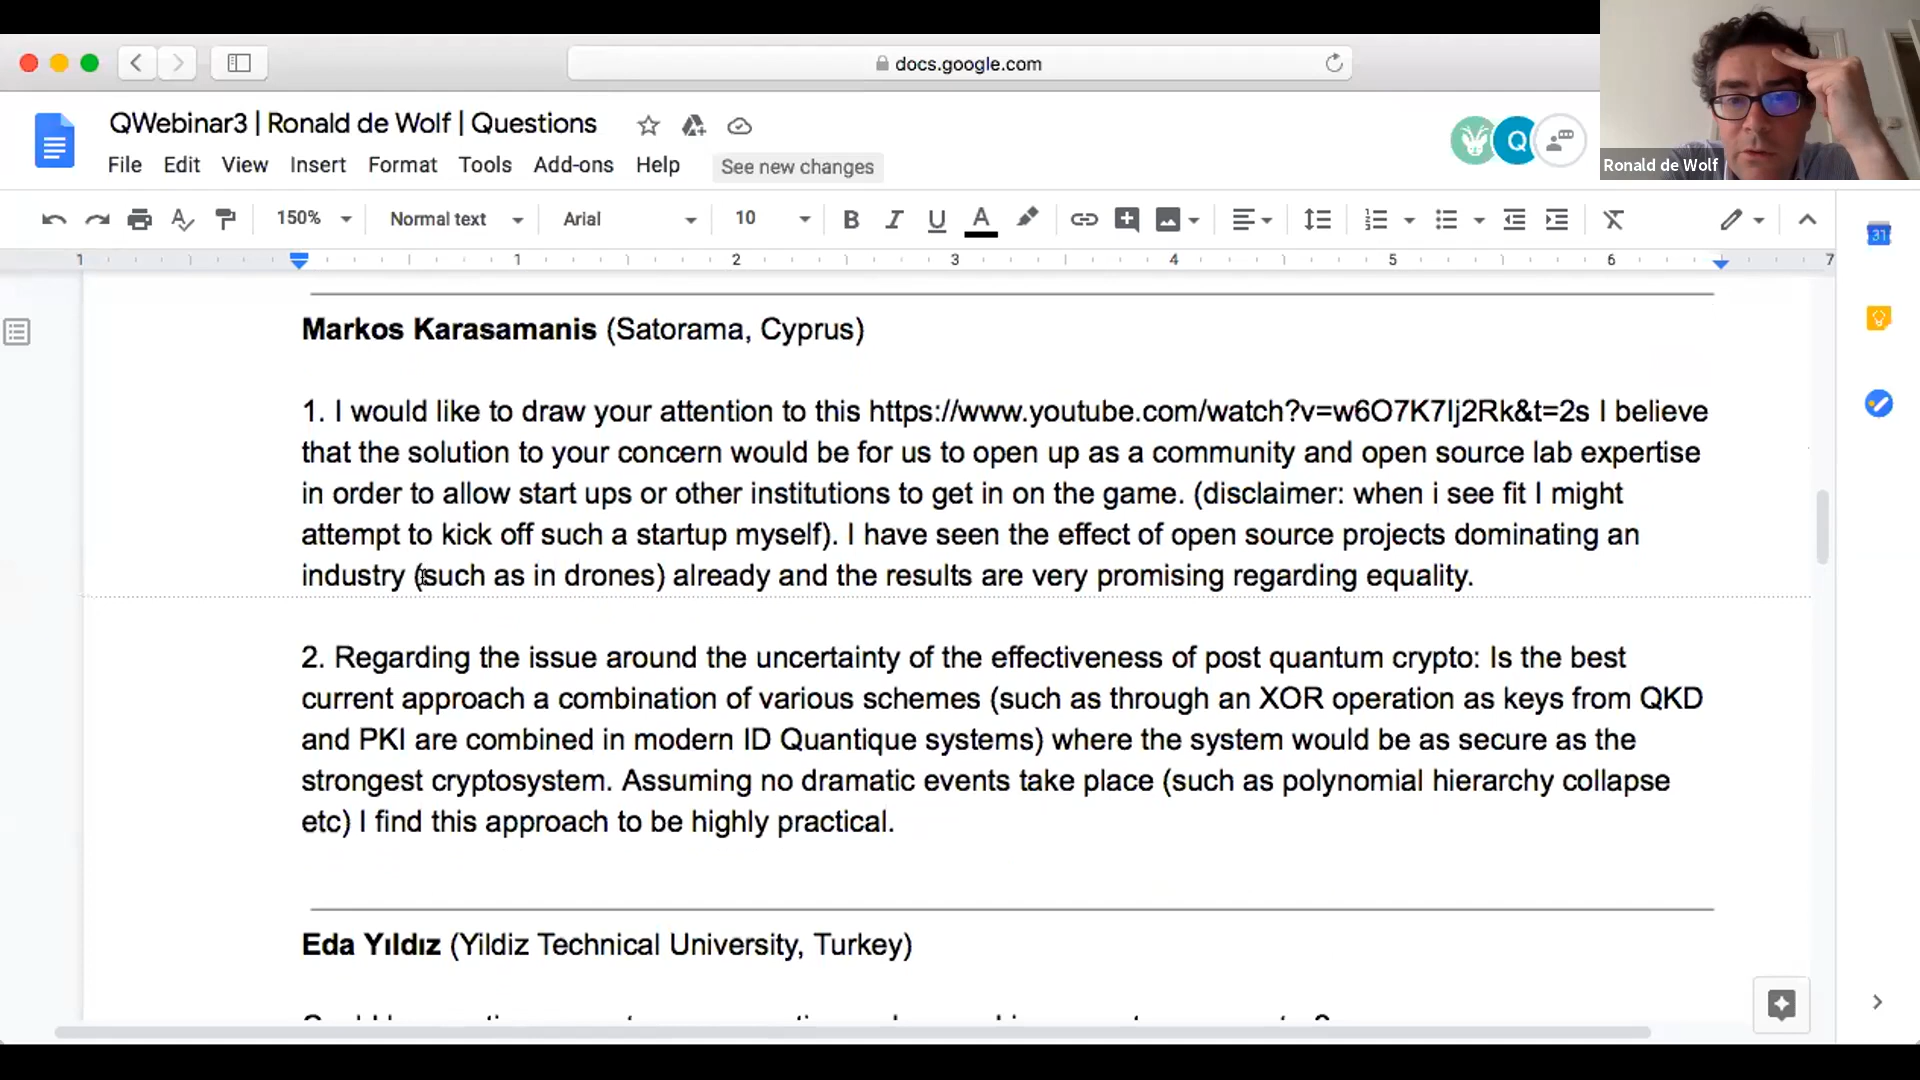 docs.google.com
QWebinar3 | Ronald de Wolf | Questions
File Edit View Insert Format Tools Add-ons Help See new changes
Q
Ronald de Wolf
150% Normal text Arial 10 B I U A
31
1 1 2 3 4 5 6 7
Markos Karasamanis (Satorama, Cyprus)
1. I would like to draw your attention to this https://www.youtube.com/watch?v=w6O7K7Ij2Rk&t=2s I believe
that the solution to your concern would be for us to open up as a community and open source lab expertise
in order to allow start ups or other institutions to get in on the game. (disclaimer: when i see fit I might
attempt to kick off such a startup myself). I have seen the effect of open source projects dominating an
industry (such as in drones) already and the results are very promising regarding equality.
2. Regarding the issue around the uncertainty of the effectiveness of post quantum crypto: Is the best
current approach a combination of various schemes (such as through an XOR operation as keys from QKD
and PKI are combined in modern ID Quantique systems) where the system would be as secure as the
strongest cryptosystem. Assuming no dramatic events take place (such as polynomial hierarchy collapse
etc) I find this approach to be highly practical.
Eda Yıldız (Yildiz Technical University, Turkey)